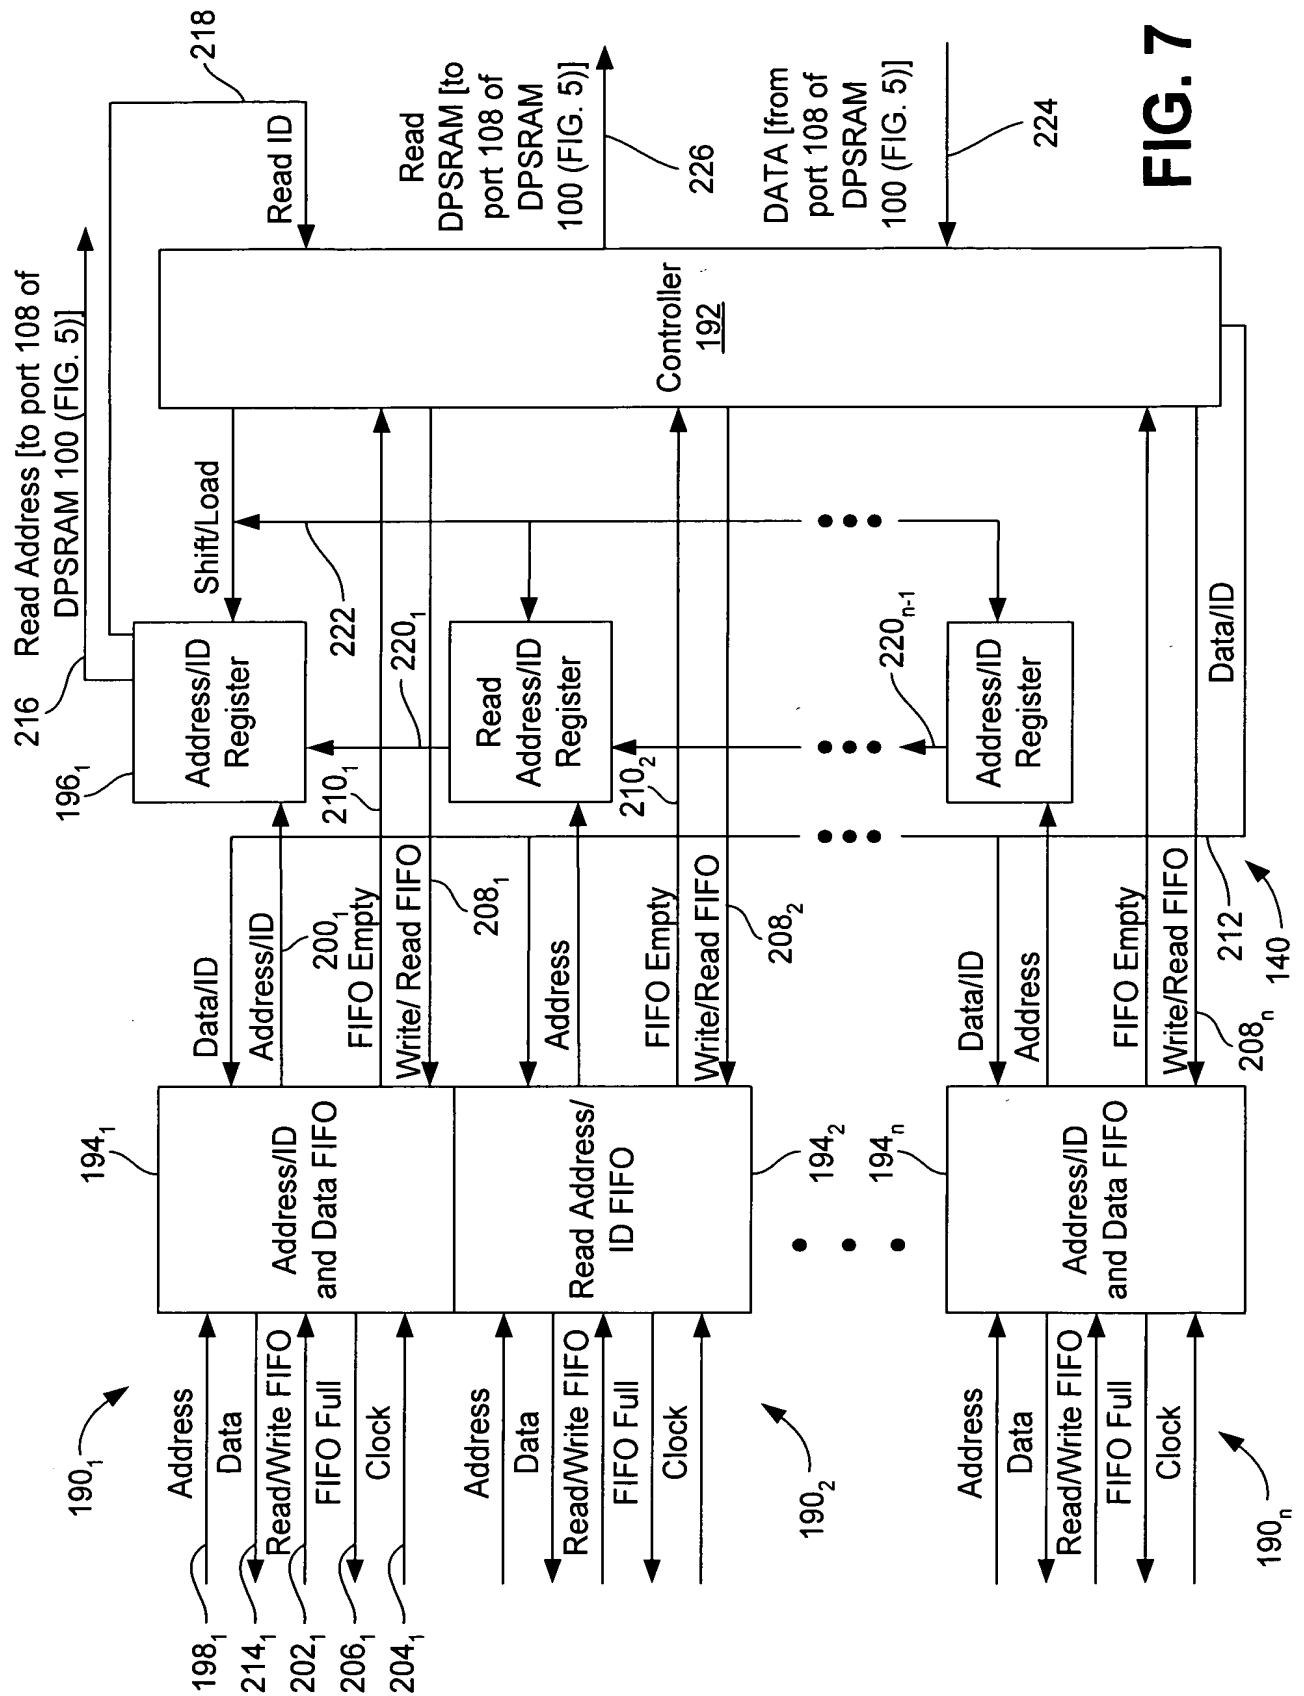 216
Read Address [to port 108 of
DPSRAM 100 (FIG. 5)]
218
Read ID
Read
DPSRAM [to
port 108 of
DPSRAM
100 (FIG. 5)]
226
DATA [from
port 108 of
DPSRAM
100 (FIG. 5)]
224
FIG. 7
Controller
192
Shift/Load
222
196₁
Address/ID
Register
220₁
Read
Address/ID
Register
220ₙ₋₁
Address/ID
Register
Data/ID
210₁
210₂
Data/ID
Address/ID
200₁
FIFO Empty
Write/ Read FIFO
208₁
Address
FIFO Empty
Write/Read FIFO
208₂
Data/ID
Address
FIFO Empty
Write/Read FIFO
208ₙ
212
140
194₁
Address/ID
and Data FIFO
Read Address/
ID FIFO
194₂
194ₙ
Address/ID
and Data FIFO
190₁
Address
Data
Read/Write FIFO
FIFO Full
Clock
Address
Data
Read/Write FIFO
FIFO Full
Clock
190₂
Address
Data
Read/Write FIFO
FIFO Full
Clock
190ₙ
198₁
214₁
202₁
206₁
204₁